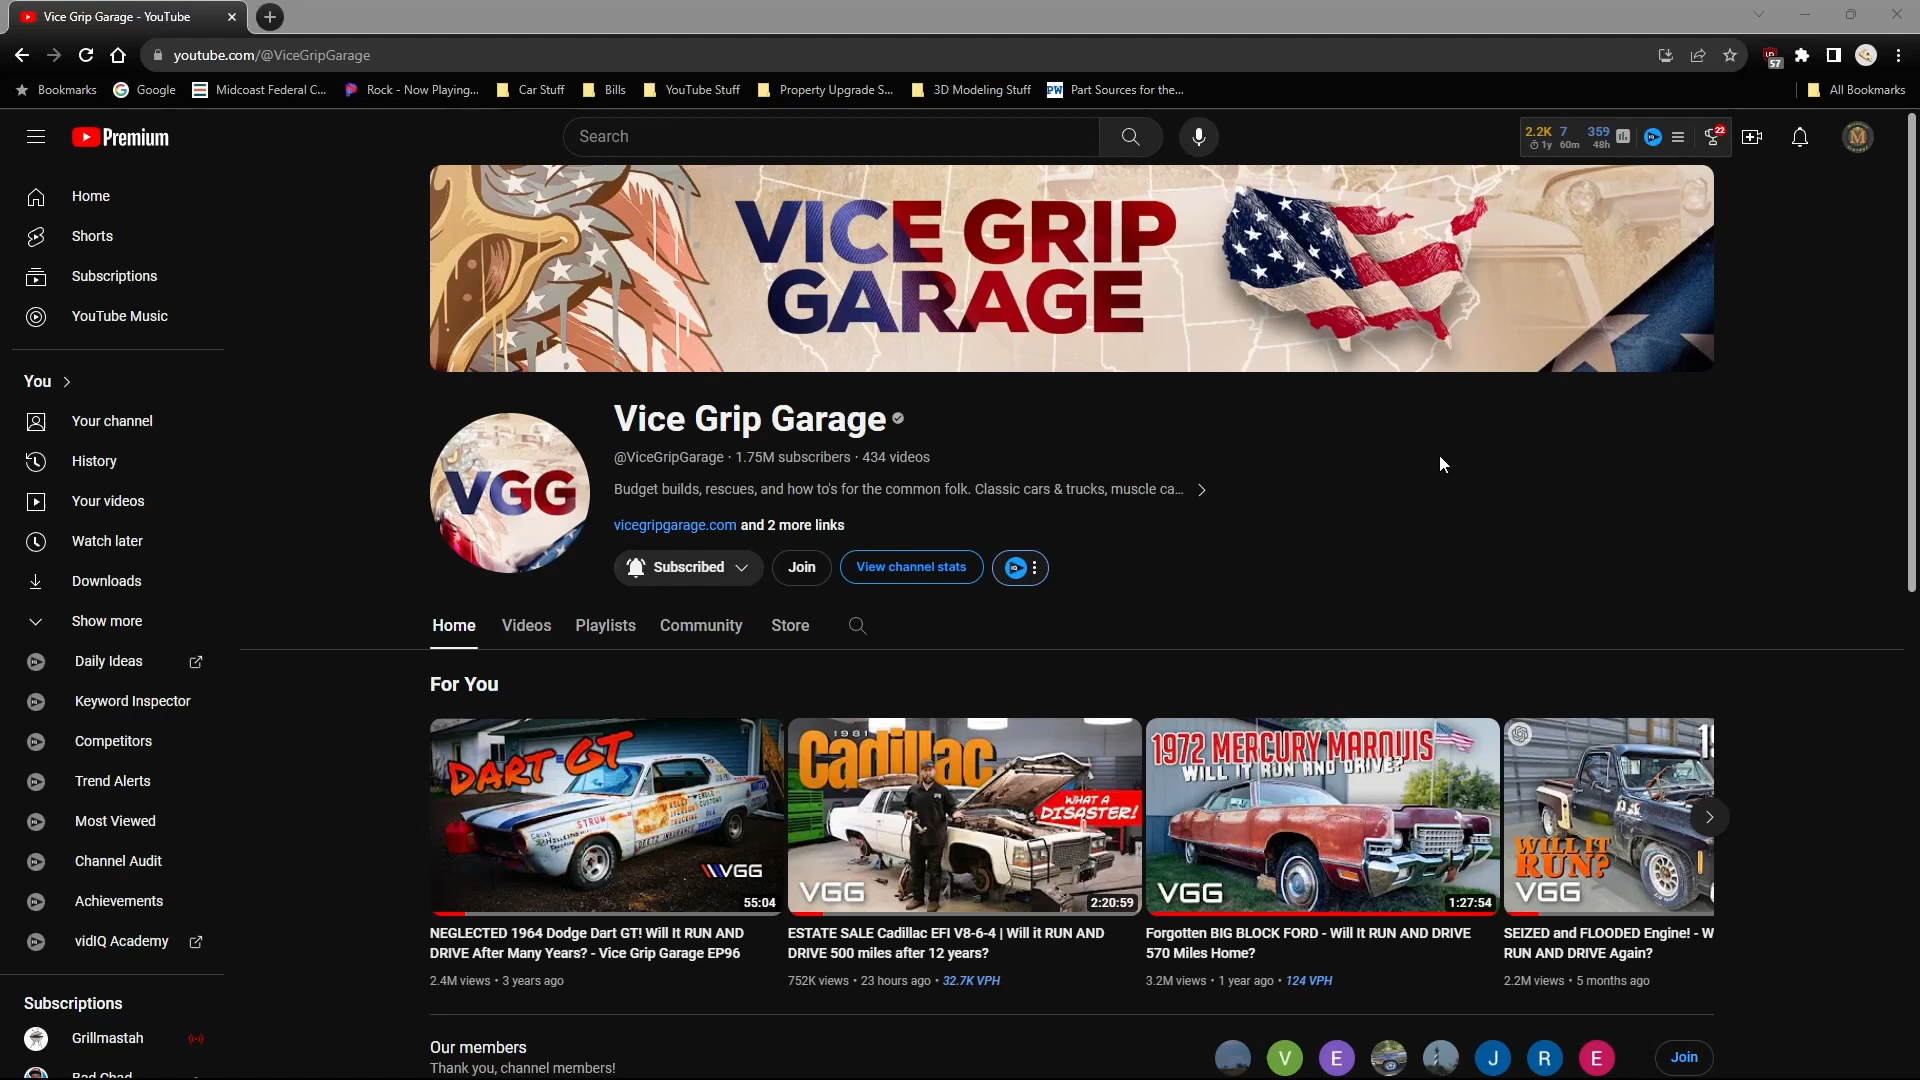 Vice Grip Garage - YouTube
youtube.com/@ViceGripGarage
57
Bookmarks
Google
Midcoast Federal C...
Rock - Now Playing...
Car Stuff
Bills
YouTube Stuff
Property Upgrade S...
3D Modeling Stuff
PW
Part Sources for the...
All Bookmarks
Premium
Search
2.2K 7 359
1y 60m 48h
22
Home
Shorts
Subscriptions
YouTube Music
You
Your channel
History
Your videos
Watch later
Downloads
Show more
Daily Ideas
Keyword Inspector
Competitors
Trend Alerts
Most Viewed
Channel Audit
Achievements
vidIQ Academy
Subscriptions
Grillmastah
Bad Chad
VICE GRIP
GARAGE
VGG
Vice Grip Garage
@ViceGripGarage · 1.75M subscribers · 434 videos
Budget builds, rescues, and how to's for the common folk. Classic cars & trucks, muscle ca...
vicegripgarage.com and 2 more links
Subscribed
Join
View channel stats
Home
Videos
Playlists
Community
Store
For You
DART GT
VGG
55:04
NEGLECTED 1964 Dodge Dart GT! Will It RUN AND
DRIVE After Many Years? - Vice Grip Garage EP96
2.4M views · 3 years ago
1981
Cadillac
WHAT A
DISASTER!
VGG
2:20:59
ESTATE SALE Cadillac EFI V8-6-4 | Will it RUN AND
DRIVE 500 miles after 12 years?
752K views · 23 hours ago · 32.7K VPH
1972 MERCURY MARQUIS
WILL IT RUN AND DRIVE?
VGG
1:27:54
Forgotten BIG BLOCK FORD - Will It RUN AND DRIVE
570 Miles Home?
3.2M views · 1 year ago · 124 VPH
WILL IT
RUN?
VGG
SEIZED and FLOODED Engine! - W
RUN AND DRIVE Again?
2.2M views · 5 months ago
Our members
Thank you, channel members!
V
E
J
R
E
Join